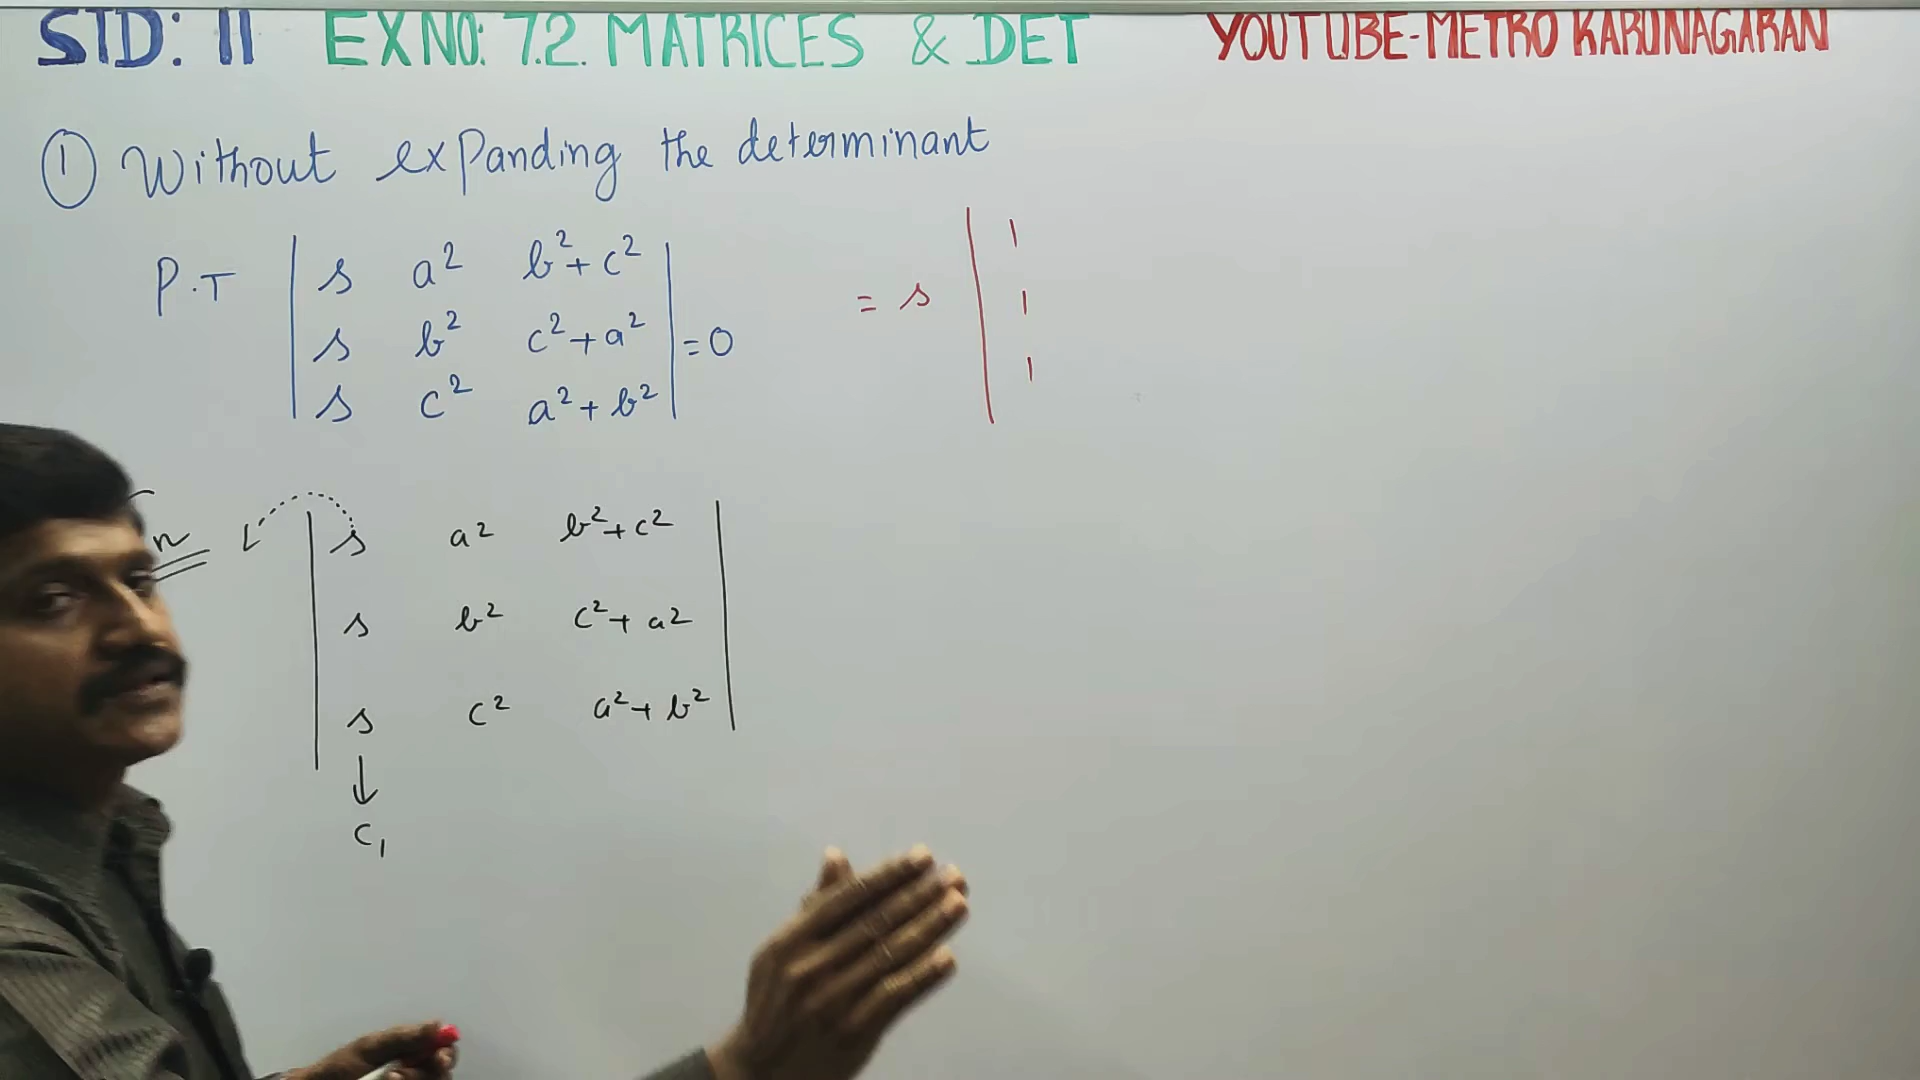 STD: 11 EX NO: 7.2. MATRICES & DET YOUTUBE-METRO KARUNAGARAN
① Without expanding the determinant
P.T | s a² b²+c² |
| s b² c²+a² | = 0
| s c² a²+b² |
= s | 1
1
1
| s a² b²+c² |
| s b² c²+a² |
| s c² a²+b² |
↓
C₁